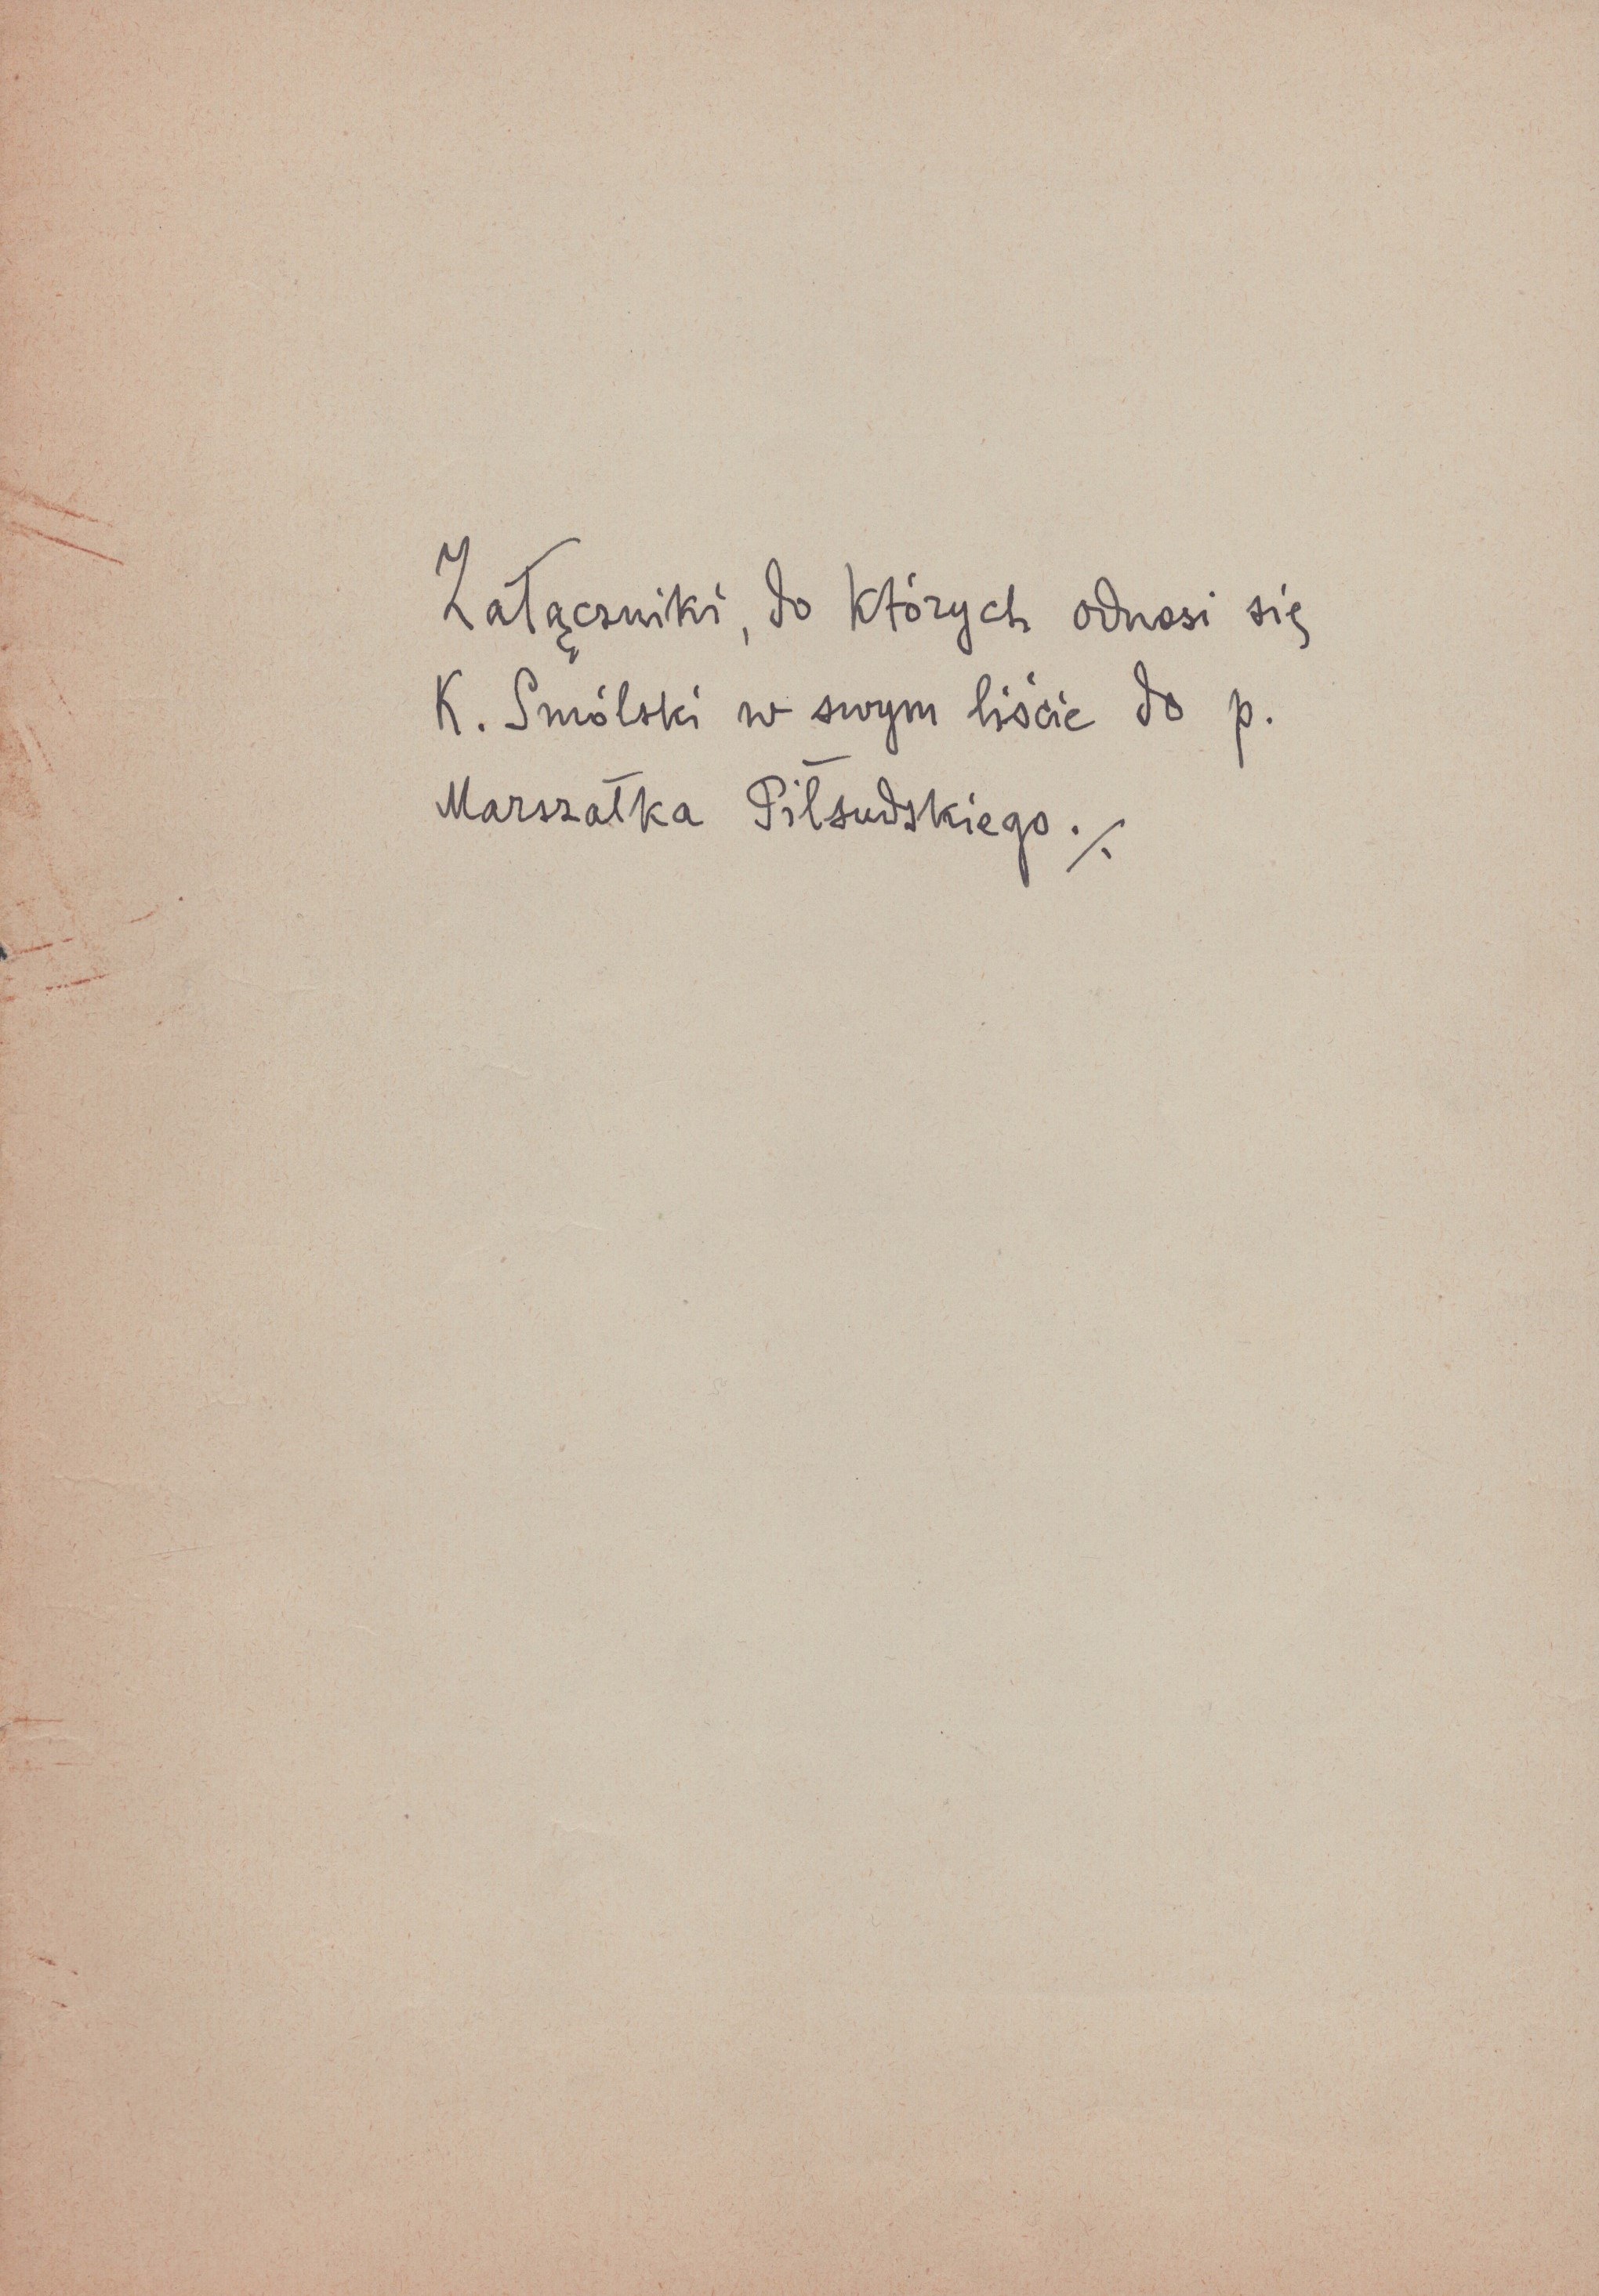 Załączniki, do których odnosi się
K. Smólski w swym liście do p.
Marszałka Piłsudskiego ./.